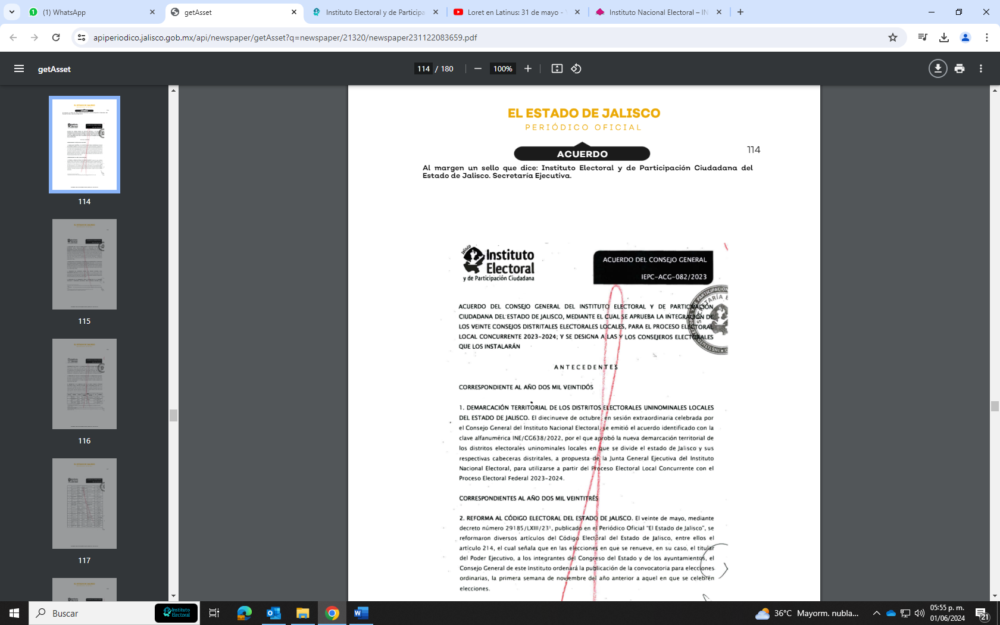 (1) WhatsApp
getAsset
Instituto Electoral y de Participa
Loret en Latinus: 31 de mayo -
Instituto Nacional Electoral – IN
apiperiodico.jalisco.gob.mx/api/newspaper/getAsset?q=newspaper/21320/newspaper231122083659.pdf
getAsset
114 / 180
100%
114
115
116
117
EL ESTADO DE JALISCO
PERIÓDICO OFICIAL
114
ACUERDO
Al margen un sello que dice: Instituto Electoral y de Participación Ciudadana del
Estado de Jalisco. Secretaría Ejecutiva.
Jalisco
Instituto
Electoral
y de Participación Ciudadana
ACUERDO DEL CONSEJO GENERAL
IEPC-ACG-082/2023
ACUERDO DEL CONSEJO GENERAL DEL INSTITUTO ELECTORAL Y DE PARTICIPACIÓN
CIUDADANA DEL ESTADO DE JALISCO, MEDIANTE EL CUAL SE APRUEBA LA INTEGRACIÓN DE
LOS VEINTE CONSEJOS DISTRITALES ELECTORALES LOCALES, PARA EL PROCESO ELECTORAL
LOCAL CONCURRENTE 2023-2024; Y SE DESIGNA A LAS Y LOS CONSEJEROS ELECTORALES
QUE LOS INSTALARÁN
ANTECEDENTES
CORRESPONDIENTE AL AÑO DOS MIL VEINTIDÓS
1. DEMARCACIÓN TERRITORIAL DE LOS DISTRITOS ELECTORALES UNINOMINALES LOCALES
DEL ESTADO DE JALISCO. El diecinueve de octubre, en sesión extraordinaria celebrada por
el Consejo General del Instituto Nacional Electoral, se emitió el acuerdo identificado con la
clave alfanumérica INE/CG638/2022, por el que aprobó la nueva demarcación territorial de
los distritos electorales uninominales locales en que se divide el estado de Jalisco y sus
respectivas cabeceras distritales, a propuesta de la Junta General Ejecutiva del Instituto
Nacional Electoral, para utilizarse a partir del Proceso Electoral Local Concurrente con el
Proceso Electoral Federal 2023-2024.
CORRESPONDIENTES AL AÑO DOS MIL VEINTITRÉS
2. REFORMA AL CÓDIGO ELECTORAL DEL ESTADO DE JALISCO. El veinte de mayo, mediante
decreto número 29185/LXIII/23¹, publicado en el Periódico Oficial "El Estado de Jalisco", se
reformaron diversos artículos del Código Electoral del Estado de Jalisco, entre ellos el
artículo 214, el cual señala que en las elecciones en que se renueve, en su caso, el titular
del Poder Ejecutivo, a los integrantes del Congreso del Estado y de los ayuntamientos, el
Consejo General de este Instituto ordenará la publicación de la convocatoria para elecciones
ordinarias, la primera semana de noviembre del año anterior a aquel en que se celebren
elecciones.
Buscar
Instituto
Electoral
36°C Mayorm. nubla...
05:55 p. m.
01/06/2024
21